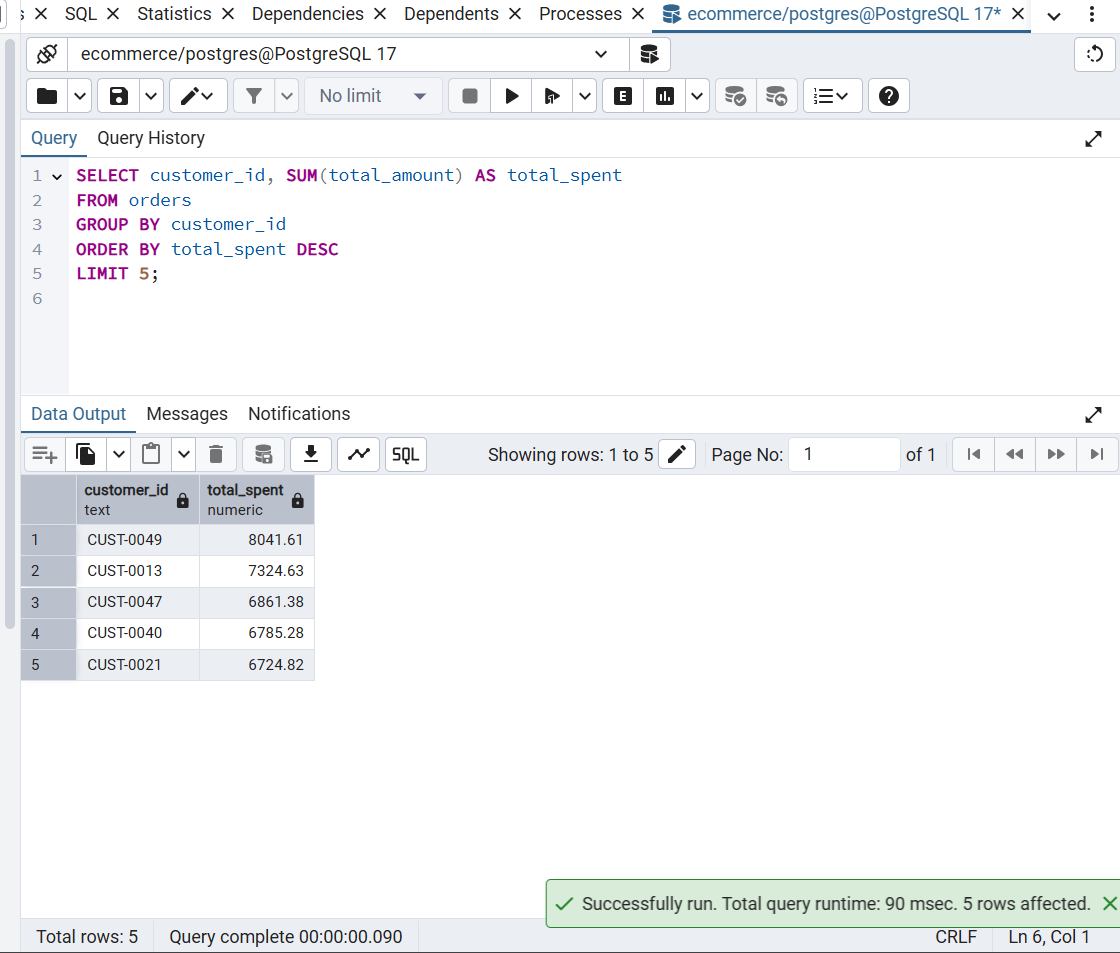 s
SQL
Statistics
Dependencies
Dependents
Processes
ecommerce/postgres@PostgreSQL 17*
ecommerce/postgres@PostgreSQL 17
No limit
E
Query
Query History
1 SELECT customer_id, SUM(total_amount) AS total_spent
2 FROM orders
3 GROUP BY customer_id
4 ORDER BY total_spent DESC
5 LIMIT 5;
6
Data Output
Messages
Notifications
SQL
Showing rows: 1 to 5
Page No:
1
of 1
customer_id
text
total_spent
numeric
1 CUST-0049 8041.61
2 CUST-0013 7324.63
3 CUST-0047 6861.38
4 CUST-0040 6785.28
5 CUST-0021 6724.82
Successfully run. Total query runtime: 90 msec. 5 rows affected.
Total rows: 5
Query complete 00:00:00.090
CRLF
Ln 6, Col 1